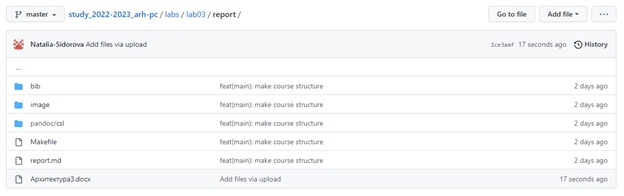 master study_2022-2023_arh-pc / labs / lab03 / report / Go to file Add file ...
Natalia-Sidorova Add files via upload 1ce3aaf 17 seconds ago History
..
bib feat(main): make course structure 2 days ago
image feat(main): make course structure 2 days ago
pandoc/csl feat(main): make course structure 2 days ago
Makefile feat(main): make course structure 2 days ago
report.md feat(main): make course structure 2 days ago
Архитектура3.docx Add files via upload 17 seconds ago